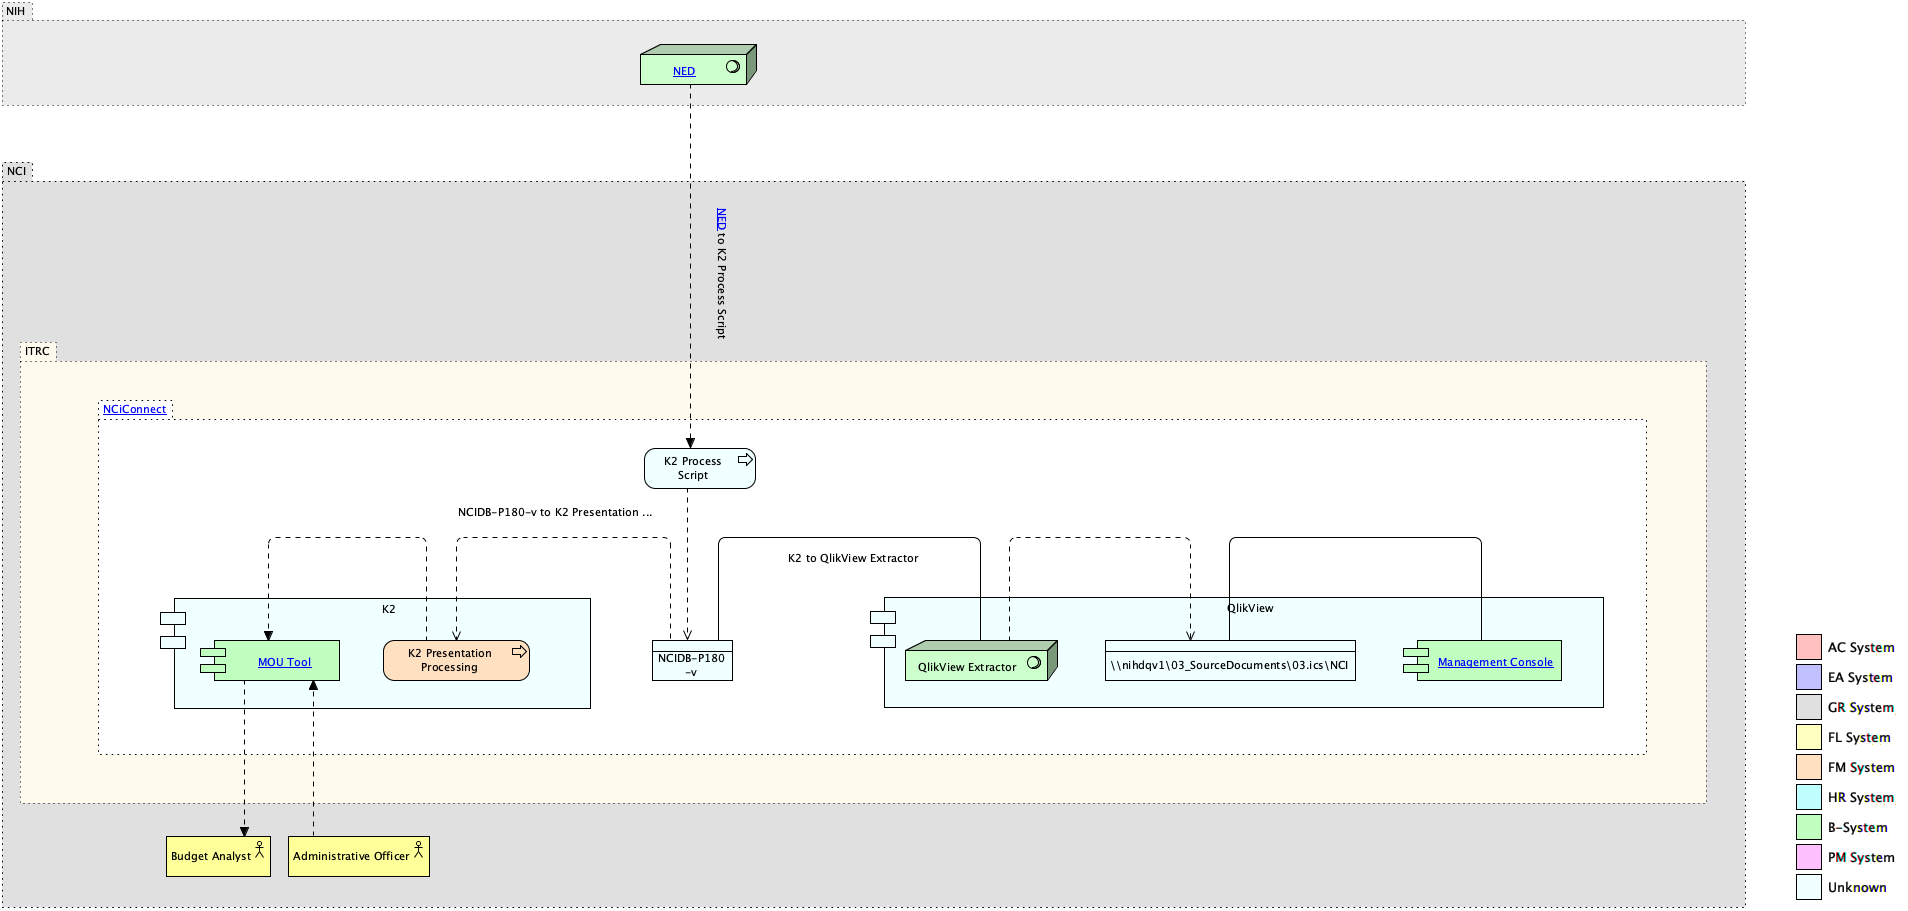 NIH
NED
NCI
NED to K2 Process Script
ITRC
NCiConnect
K2 Process
Script
NCIDB-P180-v to K2 Presentation ...
K2 to QlikView Extractor
K2
QlikView
MOU Tool
K2 Presentation
Processing
NCIDB-P180
-v
QlikView Extractor
\\nihdqv1\03_SourceDocuments\03.ics\NCI
Management Console
Budget Analyst
Administrative Officer
AC System
EA System
GR System
FL System
FM System
HR System
B-System
PM System
Unknown